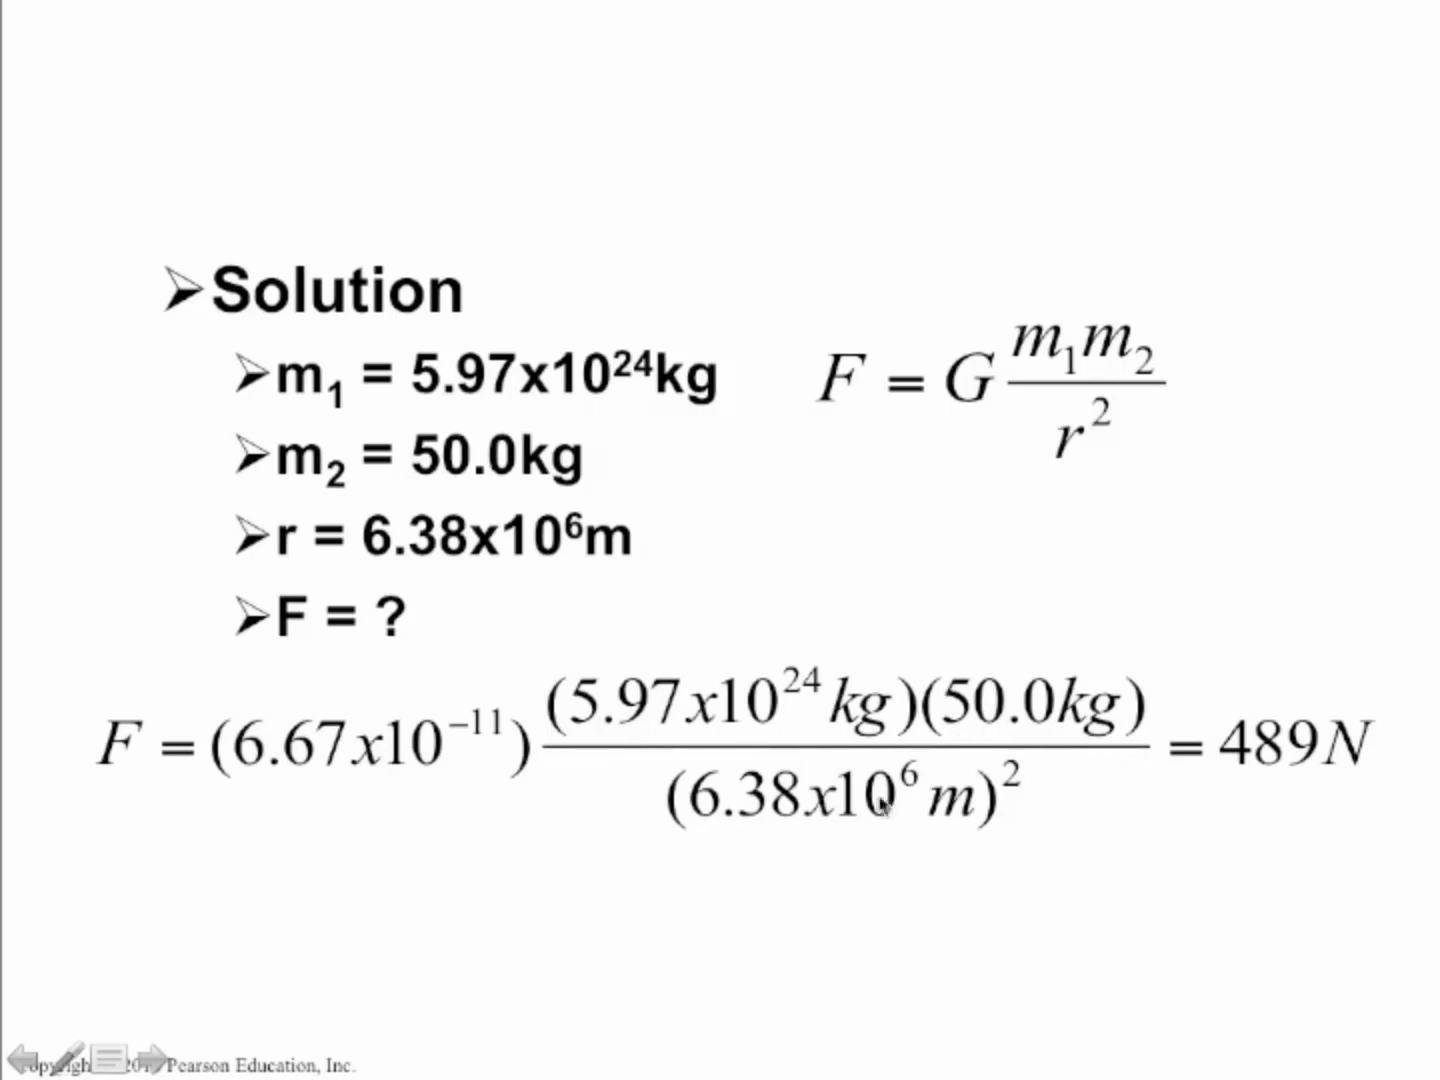 ➢Solution
➢m₁ = 5.97x10²⁴kg
F = G m₁m₂ / r²
➢m₂ = 50.0kg
➢r = 6.38x10⁶m
➢F = ?
F = (6.67x10⁻¹¹) (5.97x10²⁴kg)(50.0kg) / (6.38x10⁶m)² = 489N
Pearson Education, Inc.